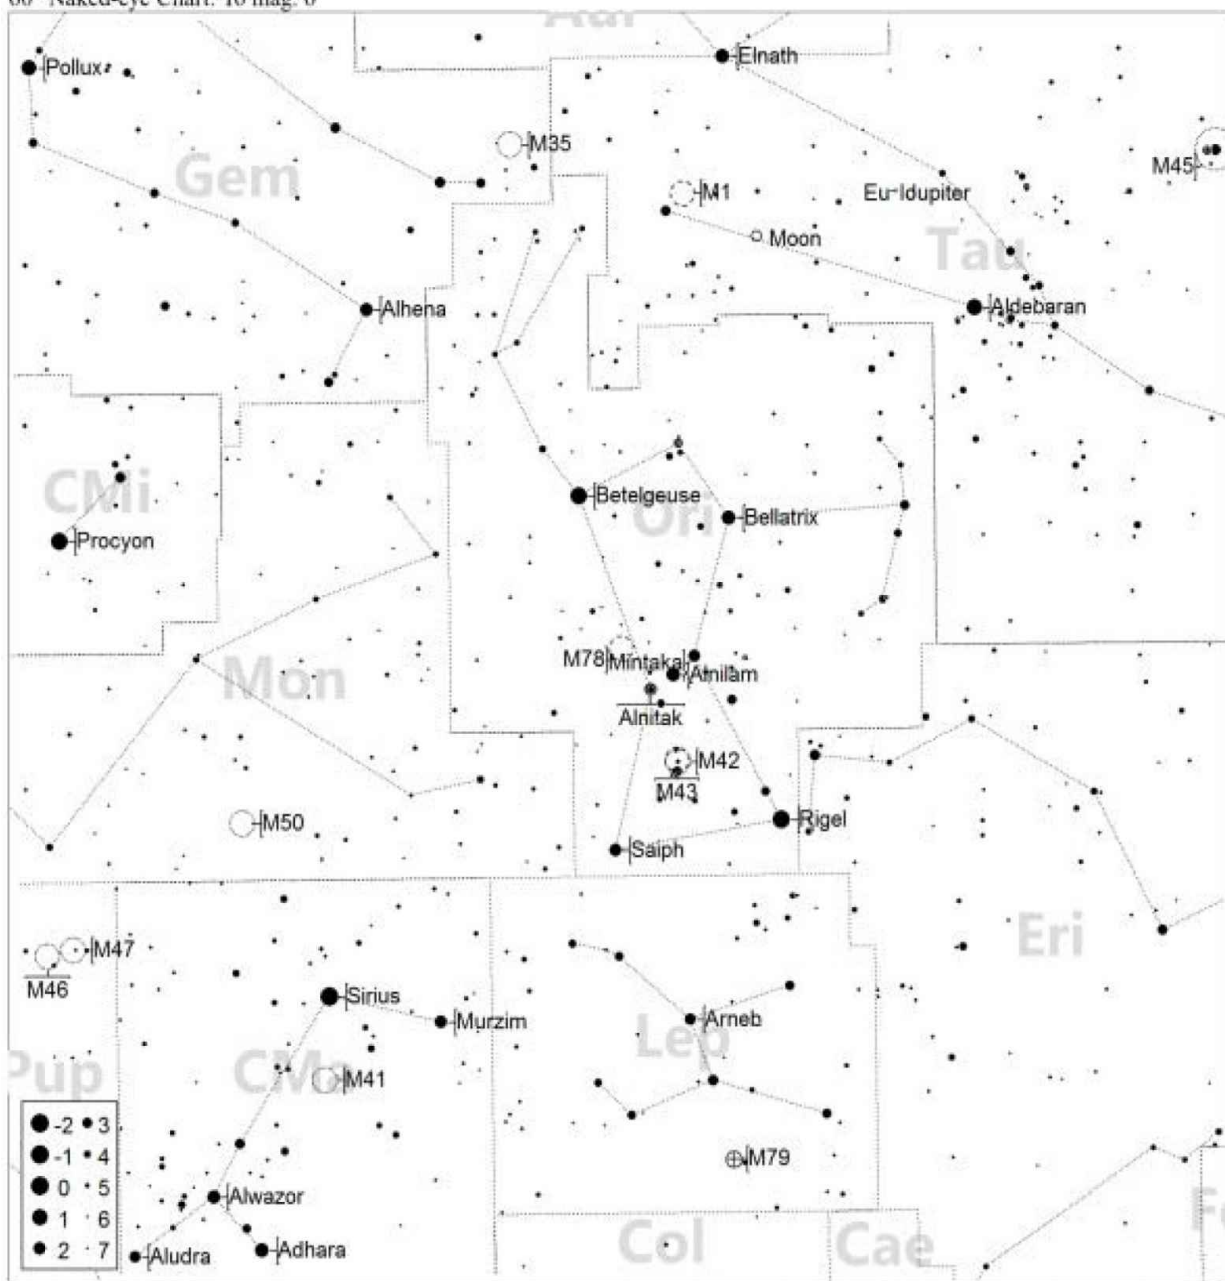 60° Naked-eye Chart: To mag. 6
Aur
Pollux
Elnath
M35
M45
Gem
M1
Eu-Idupiter
Moon
Tau
Alhena
Aldebaran
CMi
Betelgeuse
Ori
Bellatrix
Procyon
M78
Mintaka
Alnilam
Mon
Alnitak
M42
M43
M50
Rigel
Saiph
Eri
M47
M46
Sirius
Murzim
Arneb
Lep
Pup
CMa
M41
-2 3
-1 4
0 5
1 6
2 7
M79
Alwazor
Aludra
Adhara
Col
Cae
Fo